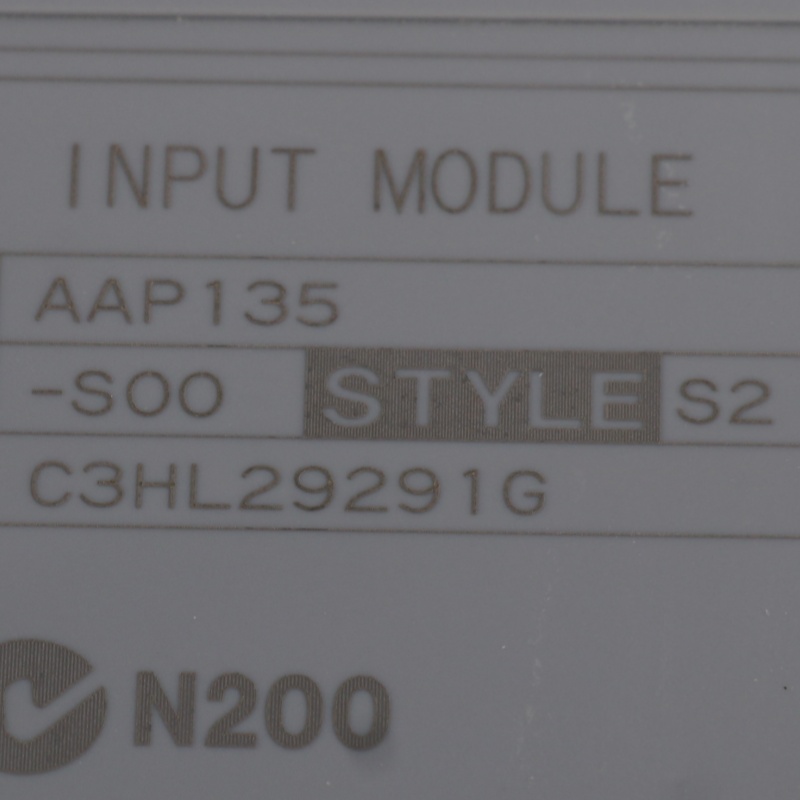 INPUT MODULE
AAP135
-S00 STYLE S2
C3HL29291G
N200